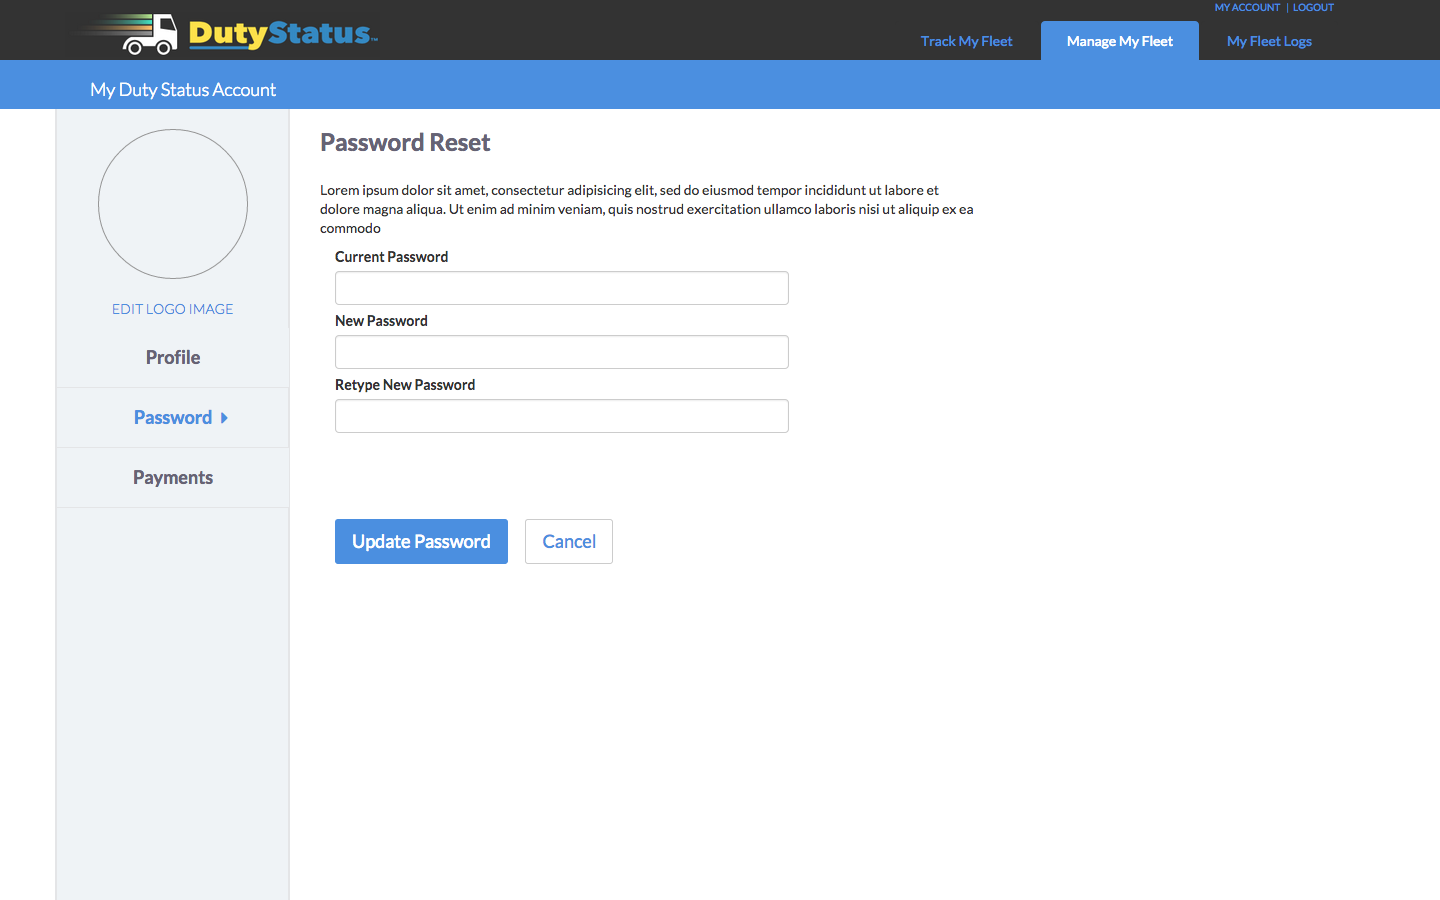 MY ACCOUNT | LOGOUT
DutyStatus™
Track My Fleet
Manage My Fleet
My Fleet Logs
My Duty Status Account
EDIT LOGO IMAGE
Profile
Password
Payments
Password Reset
Lorem ipsum dolor sit amet, consectetur adipisicing elit, sed do eiusmod tempor incididunt ut labore et
dolore magna aliqua. Ut enim ad minim veniam, quis nostrud exercitation ullamco laboris nisi ut aliquip ex ea
commodo
Current Password
New Password
Retype New Password
Update Password
Cancel